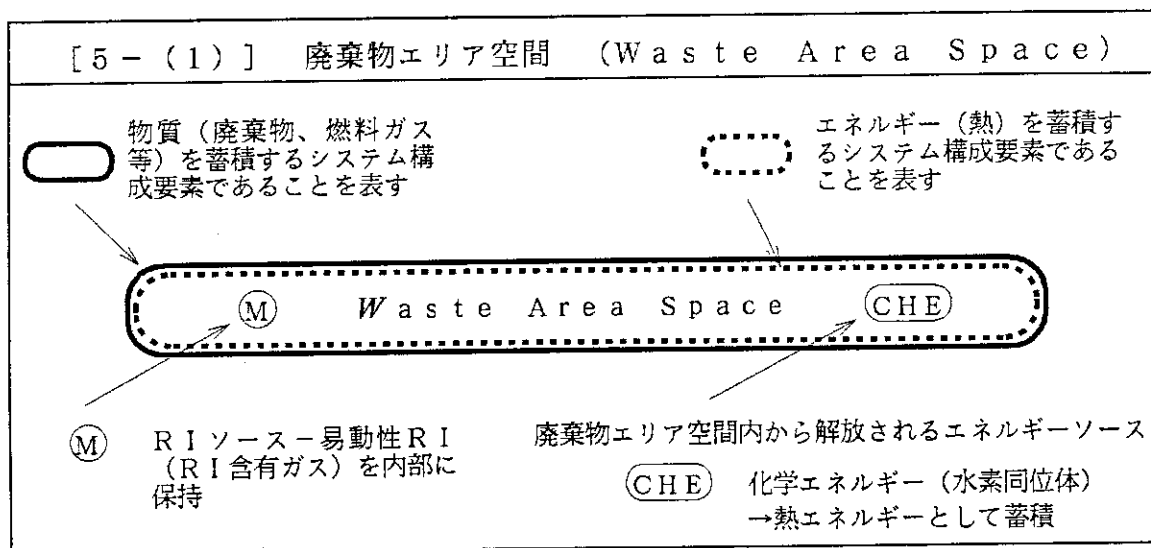 [5-(1)] 廃棄物エリア空間 (Waste Area Space)
物質(廃棄物、燃料ガス
等)を蓄積するシステム構
成要素であることを表す
エネルギー(熱)を蓄積す
るシステム構成要素である
ことを表す
M Waste Area Space CHE
M RIソース-易動性RI
(RI含有ガス)を内部に
保持
廃棄物エリア空間内から解放されるエネルギーソース
CHE 化学エネルギー(水素同位体)
→熱エネルギーとして蓄積